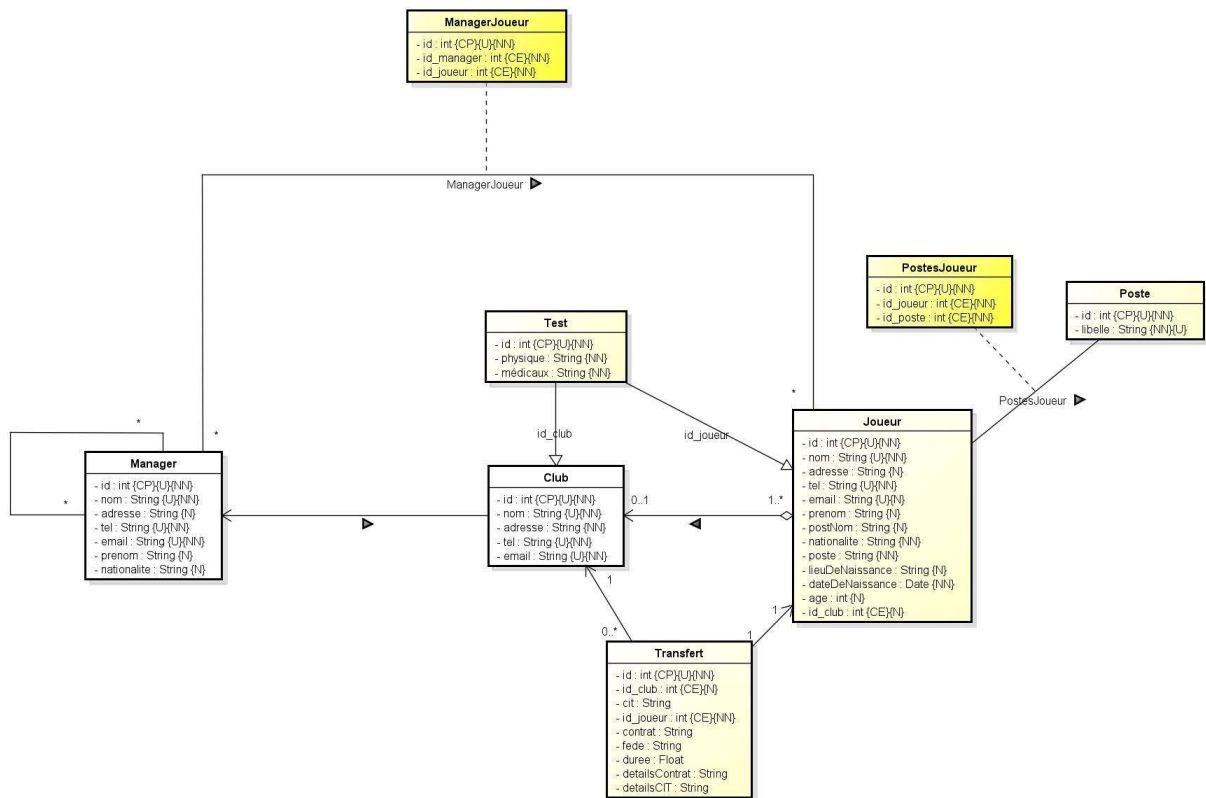 ManagerJoueur
- id : int {CP}{U}{NN}
- id_manager : int {CE}{NN}
- id_joueur : int {CE}{NN}
ManagerJoueur
PostesJoueur
- id : int {CP}{U}{NN}
- id_joueur : int {CE}{NN}
- id_poste : int {CE}{NN}
Poste
- id : int {CP}{U}{NN}
- libelle : String {NN}{U}
PostesJoueur
Test
- id : int {CP}{U}{NN}
- physique : String {NN}
- médicaux : String {NN}
id_club
id_joueur
*
*
*
*
Manager
- id : int {CP}{U}{NN}
- nom : String {U}{NN}
- adresse : String {N}
- tel : String {U}{NN}
- email : String {U}{NN}
- prenom : String {N}
- nationalite : String {N}
Club
- id : int {CP}{U}{NN}
- nom : String {U}{NN}
- adresse : String {NN}
- tel : String {U}{NN}
- email : String {U}{NN}
0..1
1..*
Joueur
- id : int {CP}{U}{NN}
- nom : String {U}{NN}
- adresse : String {N}
- tel : String {U}{NN}
- email : String {U}{N}
- prenom : String {N}
- postNom : String {N}
- nationalite : String {NN}
- poste : String {NN}
- lieuDeNaissance : String {N}
- dateDeNaissance : Date {NN}
- age : int {N}
- id_club : int {CE}{N}
1
0..*
1
1
Transfert
- id : int {CP}{U}{NN}
- id_club : int {CE}{N}
- cit : String
- id_joueur : int {CE}{NN}
- contrat : String
- fede : String
- duree : Float
- detailsContrat : String
- detailsCIT : String